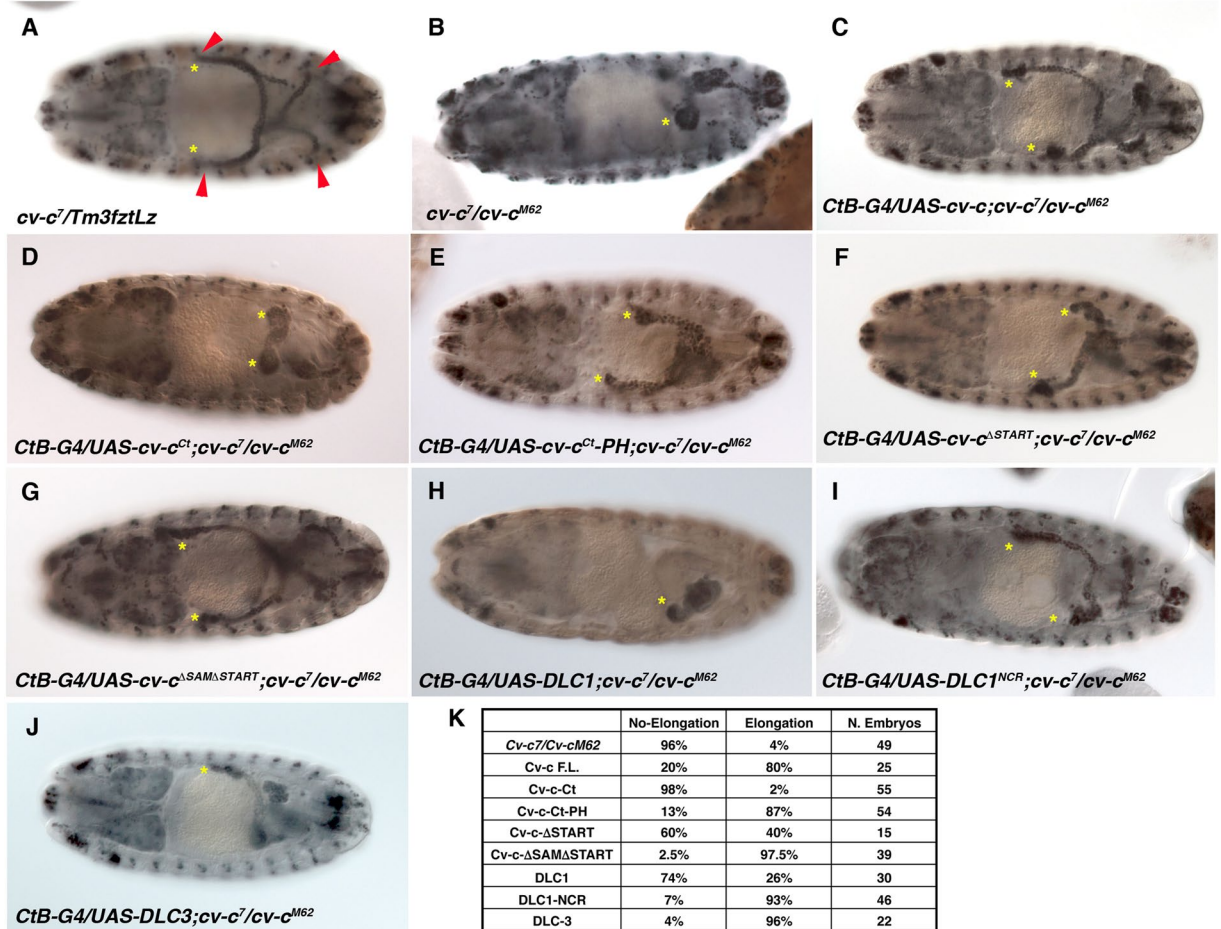 A
B
C
cv-c7/Tm3fztLz
cv-c7/cv-cM62
CtB-G4/UAS-cv-c;cv-c7/cv-cM62
D
E
F
CtB-G4/UAS-cv-cCt;cv-c7/cv-cM62
CtB-G4/UAS-cv-cCt-PH;cv-c7/cv-cM62
CtB-G4/UAS-cv-cΔSTART;cv-c7/cv-cM62
G
H
I
CtB-G4/UAS-cv-cΔSAMΔSTART;cv-c7/cv-cM62
CtB-G4/UAS-DLC1;cv-c7/cv-cM62
CtB-G4/UAS-DLC1NCR;cv-c7/cv-cM62
J
CtB-G4/UAS-DLC3;cv-c7/cv-cM62
K
No-Elongation Elongation N. Embryos
Cv-c7/Cv-cM62 96% 4% 49
Cv-c F.L. 20% 80% 25
Cv-c-Ct 98% 2% 55
Cv-c-Ct-PH 13% 87% 54
Cv-c-ΔSTART 60% 40% 15
Cv-c-ΔSAMΔSTART 2.5% 97.5% 39
DLC1 74% 26% 30
DLC1-NCR 7% 93% 46
DLC-3 4% 96% 22